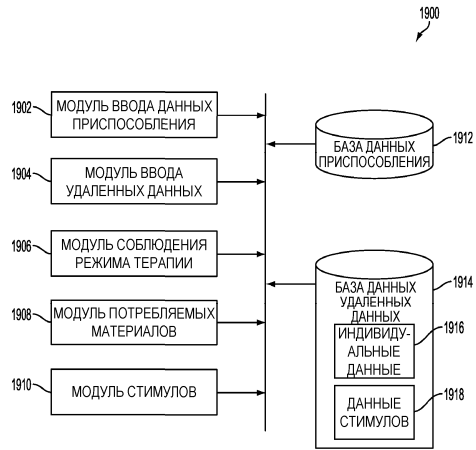 1900
1902
МОДУЛЬ ВВОДА ДАННЫХ
ПРИСПОСОБЛЕНИЯ
1904
МОДУЛЬ ВВОДА
УДАЛЕННЫХ ДАННЫХ
1906
МОДУЛЬ СОБЛЮДЕНИЯ
РЕЖИМА ТЕРАПИИ
1908
МОДУЛЬ ПОТРЕБЛЯЕМЫХ
МАТЕРИАЛОВ
1910
МОДУЛЬ СТИМУЛОВ
БАЗА ДАННЫХ
ПРИСПОСОБЛЕНИЯ
1912
БАЗА ДАННЫХ
УДАЛЕННЫХ
ДАННЫХ
1914
ИНДИВИДУ-
АЛЬНЫЕ
ДАННЫЕ
1916
ДАННЫЕ
СТИМУЛОВ
1918